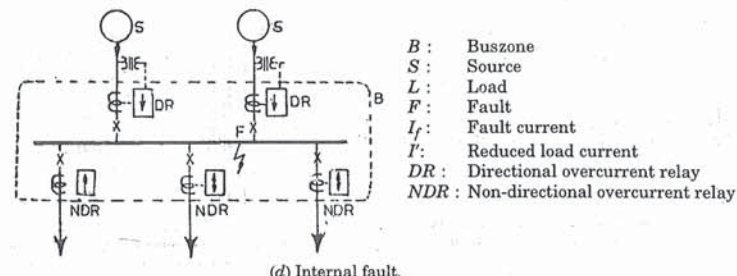 S S
DR DR B
F
NDR NDR NDR
B : Buszone
S : Source
L : Load
F : Fault
I_f : Fault current
I': Reduced load current
DR : Directional overcurrent relay
NDR : Non-directional overcurrent relay
(d) Internal fault.